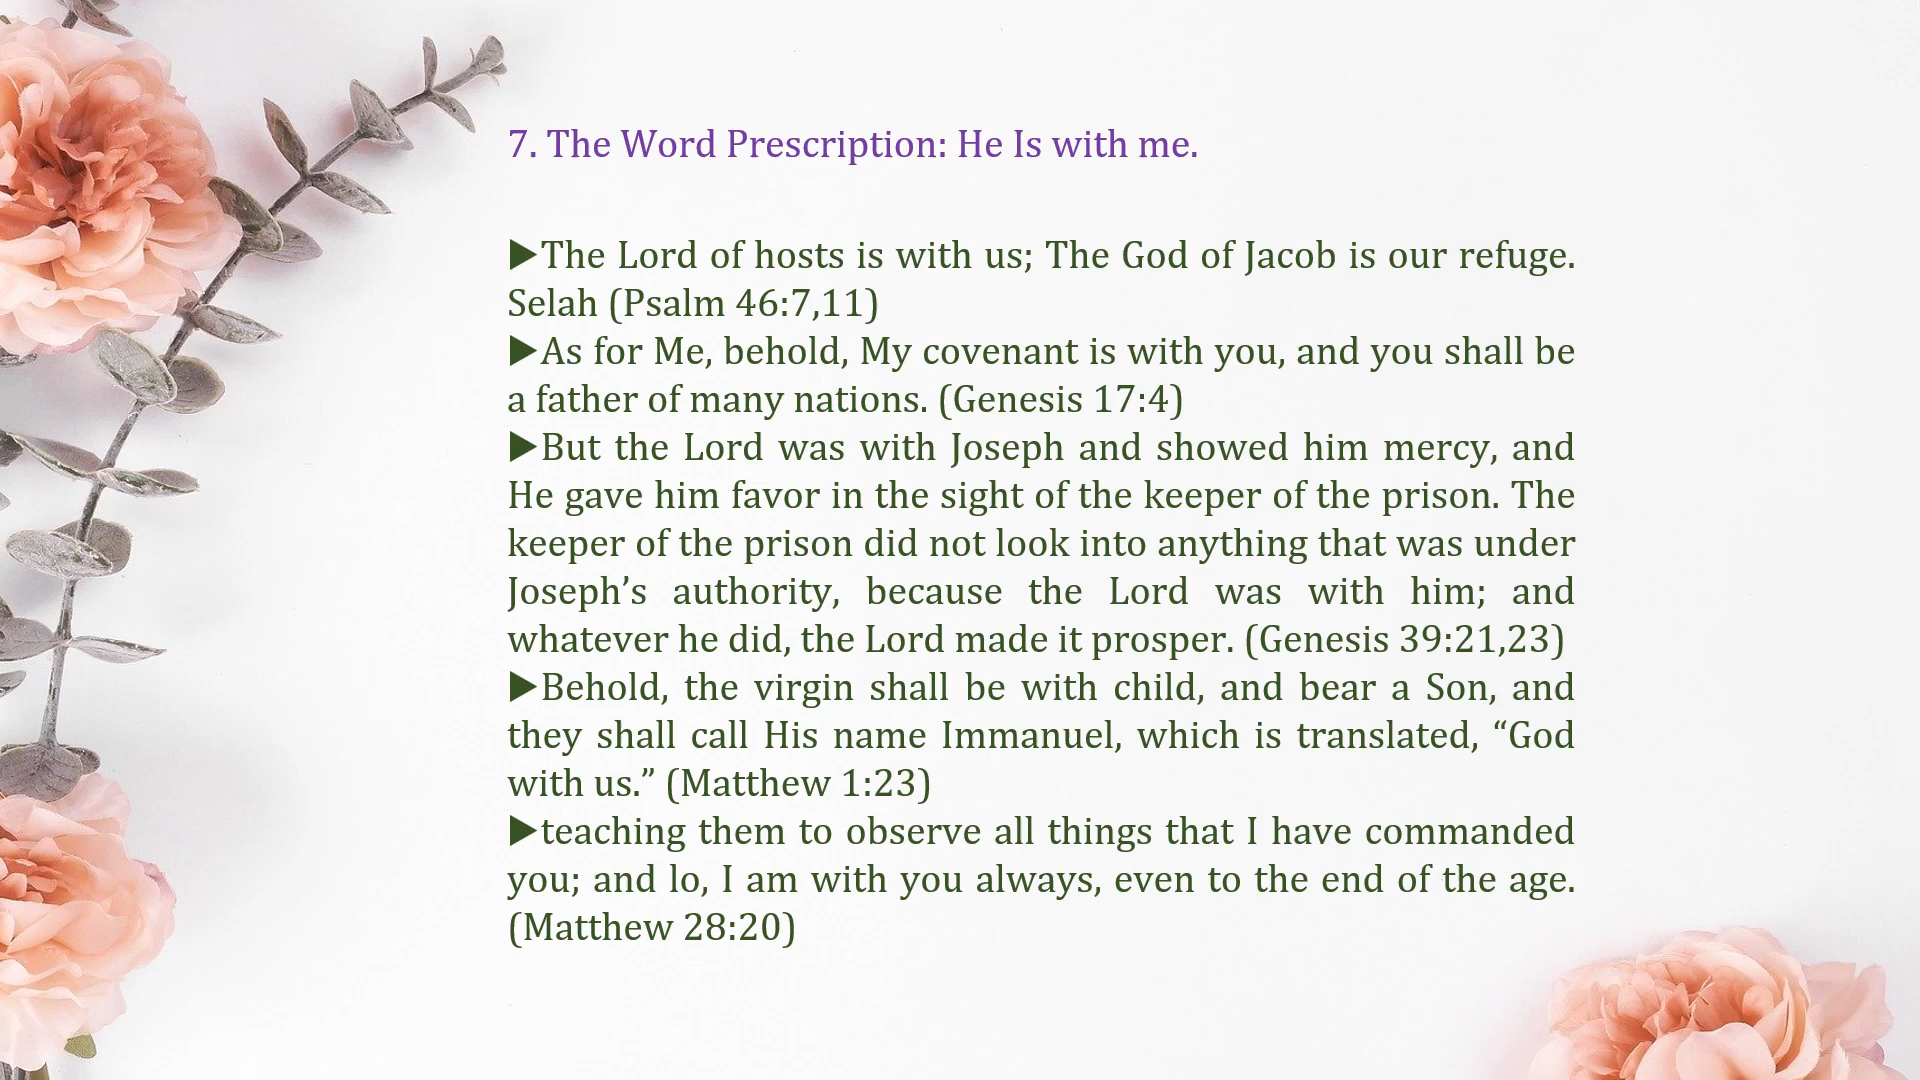 7. The Word Prescription: He Is with me.
▶The Lord of hosts is with us; The God of Jacob is our refuge.
Selah (Psalm 46:7,11)
▶As for Me, behold, My covenant is with you, and you shall be
a father of many nations. (Genesis 17:4)
▶But the Lord was with Joseph and showed him mercy, and
He gave him favor in the sight of the keeper of the prison. The
keeper of the prison did not look into anything that was under
Joseph’s authority, because the Lord was with him; and
whatever he did, the Lord made it prosper. (Genesis 39:21,23)
▶Behold, the virgin shall be with child, and bear a Son, and
they shall call His name Immanuel, which is translated, “God
with us.” (Matthew 1:23)
▶teaching them to observe all things that I have commanded
you; and lo, I am with you always, even to the end of the age.
(Matthew 28:20)